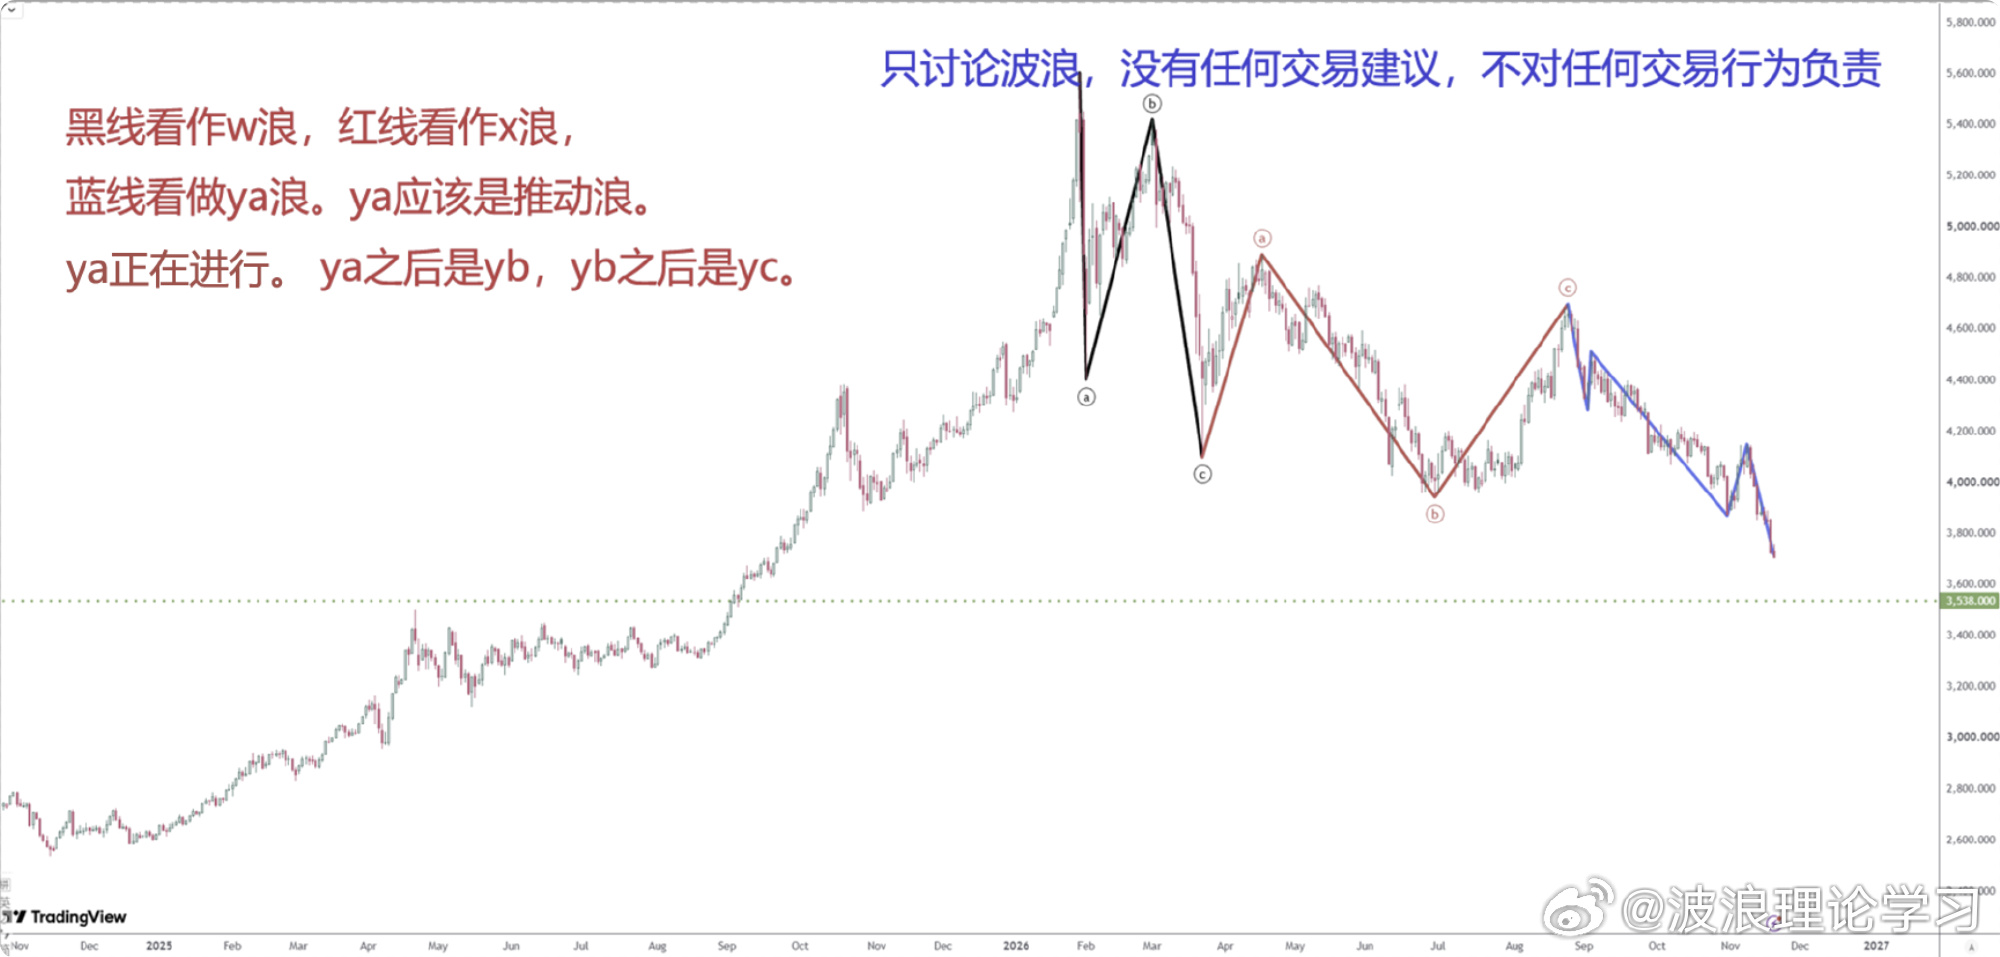 只讨论波浪，没有任何交易建议，不对任何交易行为负责
黑线看作w浪，红线看作x浪，
蓝线看做ya浪。ya应该是推动浪。
ya正在进行。 ya之后是yb，yb之后是yc。
5,800.000
5,600.000
5,400.000
5,200.000
5,000.000
4,800.000
4,600.000
4,400.000
4,200.000
4,000.000
3,800.000
3,600.000
3,538.000
3,400.000
3,200.000
3,000.000
2,800.000
2,600.000
b
a
c
a
b
c
TradingView
@波浪理论学习
Nov Dec 2025 Feb Mar Apr May Jun Jul Aug Sep Oct Nov Dec 2026 Feb Mar Apr May Jun Jul Aug Sep Oct Nov Dec 2027